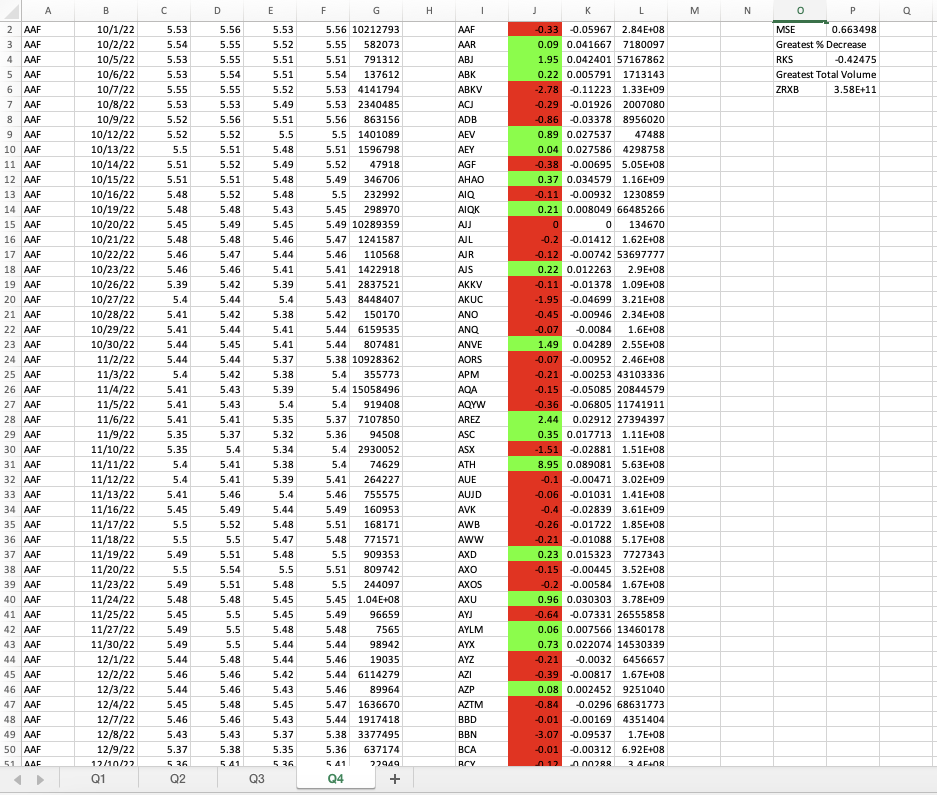 A B C D E F G H I J K L M N O P Q
2 AAF 10/1/22 5.53 5.56 5.53 5.56 10212793 AAF -0.33 -0.05967 2.84E+08 MSE 0.663498
3 AAF 10/2/22 5.54 5.55 5.52 5.55 582073 AAR 0.09 0.041667 7180097 Greatest % Decrease
4 AAF 10/5/22 5.53 5.55 5.51 5.51 791312 ABJ 1.95 0.042401 57167862 RKS -0.42475
5 AAF 10/6/22 5.53 5.54 5.51 5.54 137612 ABK 0.22 0.005791 1713143 Greatest Total Volume
6 AAF 10/7/22 5.55 5.55 5.52 5.53 4141794 ABKV -2.78 -0.11223 1.33E+09 ZRXB 3.58E+11
7 AAF 10/8/22 5.53 5.53 5.49 5.53 2340485 ACJ -0.29 -0.01926 2007080
8 AAF 10/9/22 5.52 5.56 5.51 5.56 863156 ADB -0.86 -0.03378 8956020
9 AAF 10/12/22 5.52 5.52 5.5 5.5 1401089 AEV 0.89 0.027537 47488
10 AAF 10/13/22 5.5 5.51 5.48 5.51 1596798 AEY 0.04 0.027586 4298758
11 AAF 10/14/22 5.51 5.52 5.49 5.52 47918 AGF -0.38 -0.00695 5.05E+08
12 AAF 10/15/22 5.51 5.51 5.48 5.49 346706 AHAO 0.37 0.034579 1.16E+09
13 AAF 10/16/22 5.48 5.52 5.48 5.5 232992 AIQ -0.11 -0.00932 1230859
14 AAF 10/19/22 5.48 5.48 5.43 5.45 298970 AIQK 0.21 0.008049 66485266
15 AAF 10/20/22 5.45 5.49 5.45 5.49 10289359 AJJ 0 0 134670
16 AAF 10/21/22 5.48 5.48 5.46 5.47 1241587 AJL -0.2 -0.01412 1.62E+08
17 AAF 10/22/22 5.46 5.47 5.44 5.46 110568 AJR -0.12 -0.00742 53697777
18 AAF 10/23/22 5.46 5.46 5.41 5.41 1422918 AJS 0.22 0.012263 2.9E+08
19 AAF 10/26/22 5.39 5.42 5.39 5.41 2837521 AKKV -0.11 -0.01378 1.09E+08
20 AAF 10/27/22 5.4 5.44 5.4 5.43 8448407 AKUC -1.95 -0.04699 3.21E+08
21 AAF 10/28/22 5.41 5.42 5.38 5.42 150170 ANO -0.45 -0.00946 2.34E+08
22 AAF 10/29/22 5.41 5.44 5.41 5.44 6159535 ANQ -0.07 -0.0084 1.6E+08
23 AAF 10/30/22 5.44 5.45 5.41 5.44 807481 ANVE 1.49 0.04289 2.55E+08
24 AAF 11/2/22 5.44 5.44 5.37 5.38 10928362 AORS -0.07 -0.00952 2.46E+08
25 AAF 11/3/22 5.4 5.42 5.38 5.4 355773 APM -0.21 -0.00253 43103336
26 AAF 11/4/22 5.41 5.43 5.39 5.4 15058496 AQA -0.15 -0.05085 20844579
27 AAF 11/5/22 5.41 5.43 5.4 5.4 919408 AQYW -0.36 -0.06805 11741911
28 AAF 11/6/22 5.41 5.41 5.35 5.37 7107850 AREZ 2.44 0.02912 27394397
29 AAF 11/9/22 5.35 5.37 5.32 5.36 94508 ASC 0.35 0.017713 1.11E+08
30 AAF 11/10/22 5.35 5.4 5.34 5.4 2930052 ASX -1.51 -0.02881 1.51E+08
31 AAF 11/11/22 5.4 5.41 5.38 5.4 74629 ATH 8.95 0.089081 5.63E+08
32 AAF 11/12/22 5.4 5.41 5.39 5.41 264227 AUE -0.1 -0.00471 3.02E+09
33 AAF 11/13/22 5.41 5.46 5.4 5.46 755575 AUJD -0.06 -0.01031 1.41E+08
34 AAF 11/16/22 5.45 5.49 5.44 5.49 160953 AVK -0.4 -0.02839 3.61E+09
35 AAF 11/17/22 5.5 5.52 5.48 5.51 168171 AWB -0.26 -0.01722 1.85E+08
36 AAF 11/18/22 5.5 5.5 5.47 5.48 771571 AWW -0.21 -0.01088 5.17E+08
37 AAF 11/19/22 5.49 5.51 5.48 5.5 909353 AXD 0.23 0.015323 7727343
38 AAF 11/20/22 5.5 5.54 5.5 5.51 809742 AXO -0.15 -0.00445 3.52E+08
39 AAF 11/23/22 5.49 5.51 5.48 5.5 244097 AXOS -0.2 -0.00584 1.67E+08
40 AAF 11/24/22 5.48 5.48 5.45 5.45 1.04E+08 AXU 0.96 0.030303 3.78E+09
41 AAF 11/25/22 5.45 5.5 5.45 5.49 96659 AYJ -0.64 -0.07331 26555858
42 AAF 11/27/22 5.49 5.5 5.48 5.48 7565 AYLM 0.06 0.007566 13460178
43 AAF 11/30/22 5.49 5.5 5.44 5.44 98942 AYX 0.73 0.022074 14530339
44 AAF 12/1/22 5.44 5.48 5.44 5.46 19035 AYZ -0.21 -0.0032 6456657
45 AAF 12/2/22 5.46 5.46 5.42 5.44 6114279 AZI -0.39 -0.00817 1.67E+08
46 AAF 12/3/22 5.44 5.46 5.43 5.46 89964 AZP 0.08 0.002452 9251040
47 AAF 12/4/22 5.45 5.48 5.45 5.47 1636670 AZTM -0.84 -0.0296 68631773
48 AAF 12/7/22 5.46 5.46 5.43 5.44 1917418 BBD -0.01 -0.00169 4351404
49 AAF 12/8/22 5.43 5.43 5.37 5.38 3377495 BBN -3.07 -0.09537 1.7E+08
50 AAF 12/9/22 5.37 5.38 5.35 5.36 637174 BCA -0.01 -0.00312 6.92E+08
51 AAF 12/10/22 5.36 5.41 5.36 5.41 22949 BCY -0.12 -0.00288 3.4E+08
Q1 Q2 Q3 Q4 +